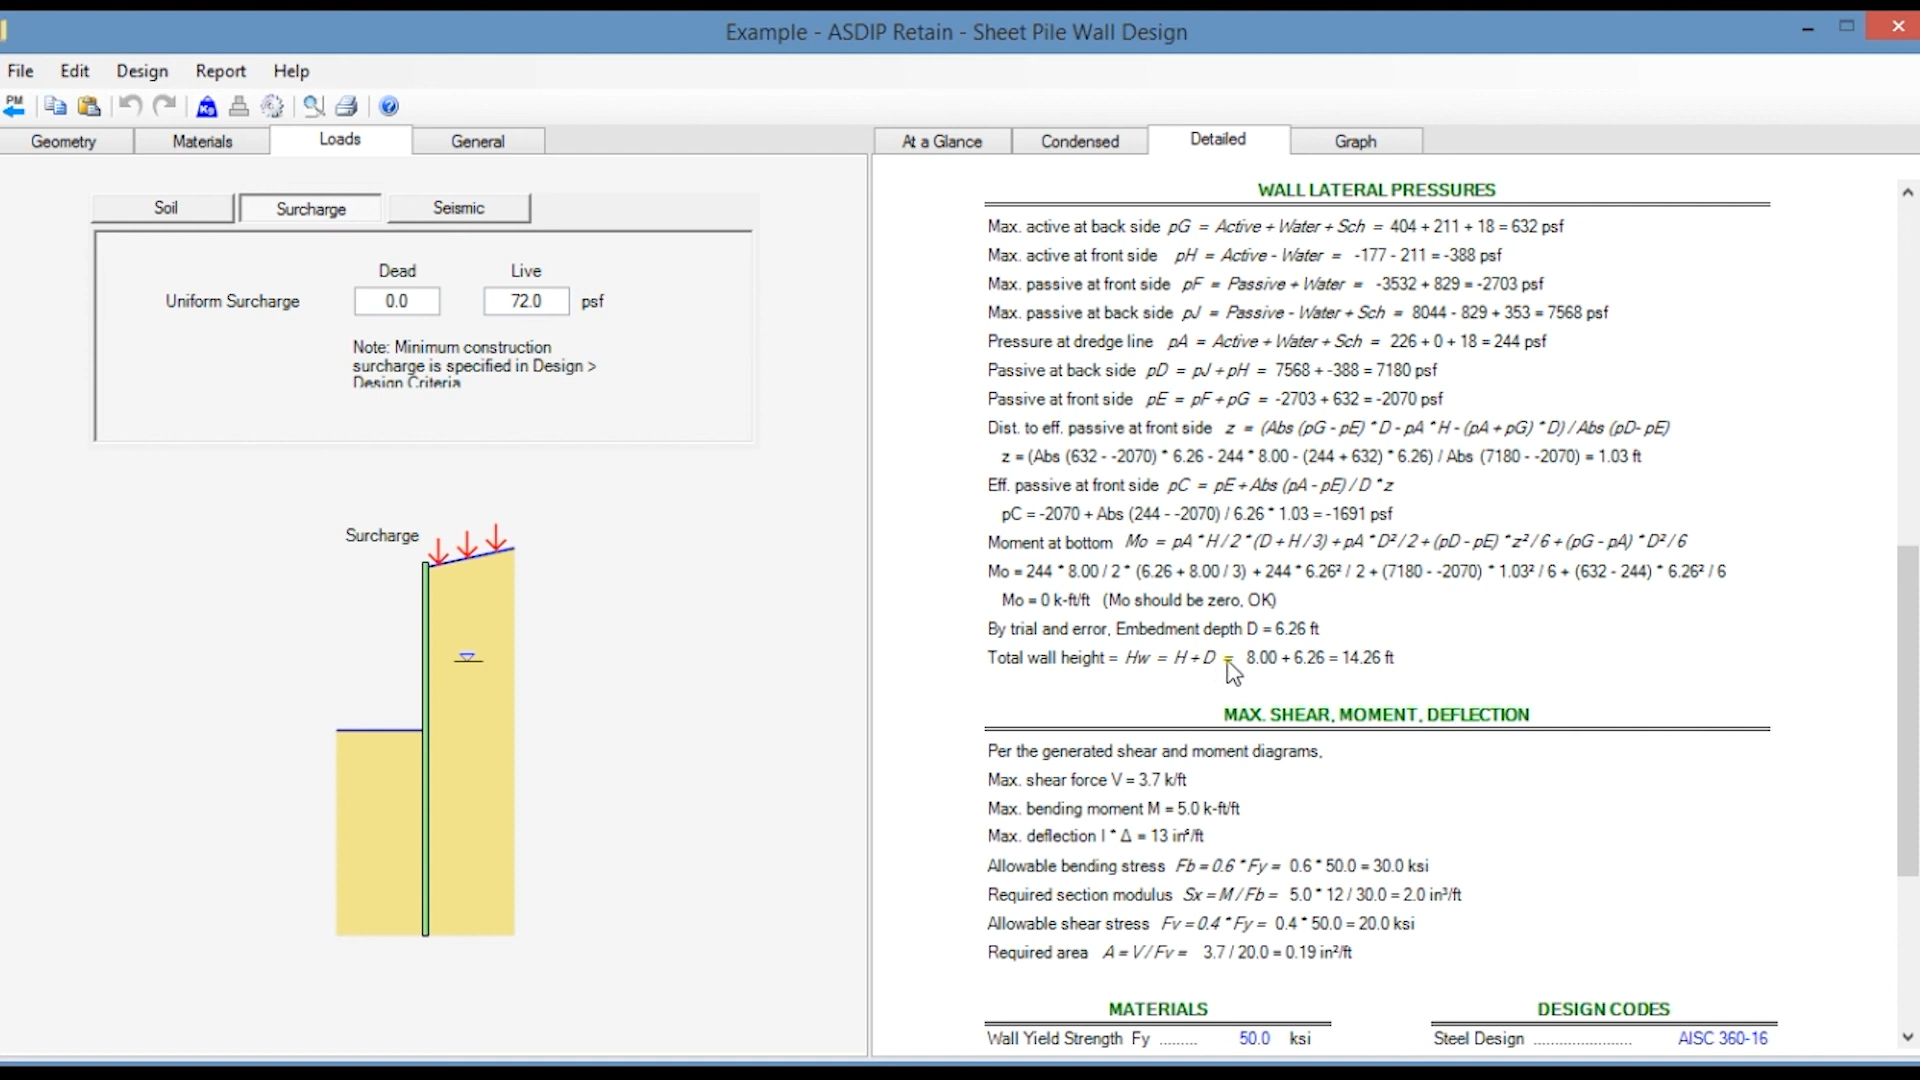 Example - ASDIP Retain - Sheet Pile Wall Design
File Edit Design Report Help
PM Kg
Geometry Materials Loads General
At a Glance Condensed Detailed Graph
Soil Surcharge Seismic
Dead Live
Uniform Surcharge 0.0 72.0 psf
Note: Minimum construction
surcharge is specified in Design >
Design Criteria
Surcharge
WALL LATERAL PRESSURES
Max. active at back side pG = Active + Water + Sch = 404 + 211 + 18 = 632 psf
Max. active at front side pH = Active - Water = -177 - 211 = -388 psf
Max. passive at front side pF = Passive + Water = -3532 + 829 = -2703 psf
Max. passive at back side pJ = Passive - Water + Sch = 8044 - 829 + 353 = 7568 psf
Pressure at dredge line pA = Active + Water + Sch = 226 + 0 + 18 = 244 psf
Passive at back side pD = pJ + pH = 7568 + -388 = 7180 psf
Passive at front side pE = pF + pG = -2703 + 632 = -2070 psf
Dist. to eff. passive at front side z = (Abs (pG - pE) * D - pA * H - (pA + pG) * D) / Abs (pD- pE)
z = (Abs (632 - -2070) * 6.26 - 244 * 8.00 - (244 + 632) * 6.26) / Abs (7180 - -2070) = 1.03 ft
Eff. passive at front side pC = pE + Abs (pA - pE) / D * z
pC = -2070 + Abs (244 - -2070) / 6.26 * 1.03 = -1691 psf
Moment at bottom Mo = pA * H / 2 * (D + H / 3) + pA * D² / 2 + (pD - pE) * z² / 6 + (pG - pA) * D² / 6
Mo = 244 * 8.00 / 2 * (6.26 + 8.00 / 3) + 244 * 6.26² / 2 + (7180 - -2070) * 1.03² / 6 + (632 - 244) * 6.26² / 6
Mo = 0 k-ft/ft (Mo should be zero, OK)
By trial and error, Embedment depth D = 6.26 ft
Total wall height = Hw = H + D = 8.00 + 6.26 = 14.26 ft
MAX. SHEAR, MOMENT, DEFLECTION
Per the generated shear and moment diagrams,
Max. shear force V = 3.7 k/ft
Max. bending moment M = 5.0 k-ft/ft
Max. deflection I * Δ = 13 in⁵/ft
Allowable bending stress Fb = 0.6 * Fy = 0.6 * 50.0 = 30.0 ksi
Required section modulus Sx = M / Fb = 5.0 * 12 / 30.0 = 2.0 in³/ft
Allowable shear stress Fv = 0.4 * Fy = 0.4 * 50.0 = 20.0 ksi
Required area A = V / Fv = 3.7 / 20.0 = 0.19 in²/ft
MATERIALS DESIGN CODES
Wall Yield Strength Fy ......... 50.0 ksi Steel Design ....................... AISC 360-16